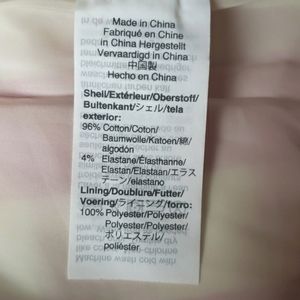 Made in China
Fabriqué en Chine
in China Hergestellt
Vervaardigd in China
中国製
Hecho en China
Shell/Extérieur/Oberstoff/
Buitenkant/シェル/tela
exterior:
96% Cotton/Coton/
Baumwolle/Katoen/綿/
algodón
4% Elastane/Élasthanne/
Elastan/Elastaan/エラス
テーン/elastano
Lining/Doublure/Futter/
Voering/ライニング/forro:
100% Polyester/Polyester/
Polyester/Polyester/
ポリエステル/
poliéster